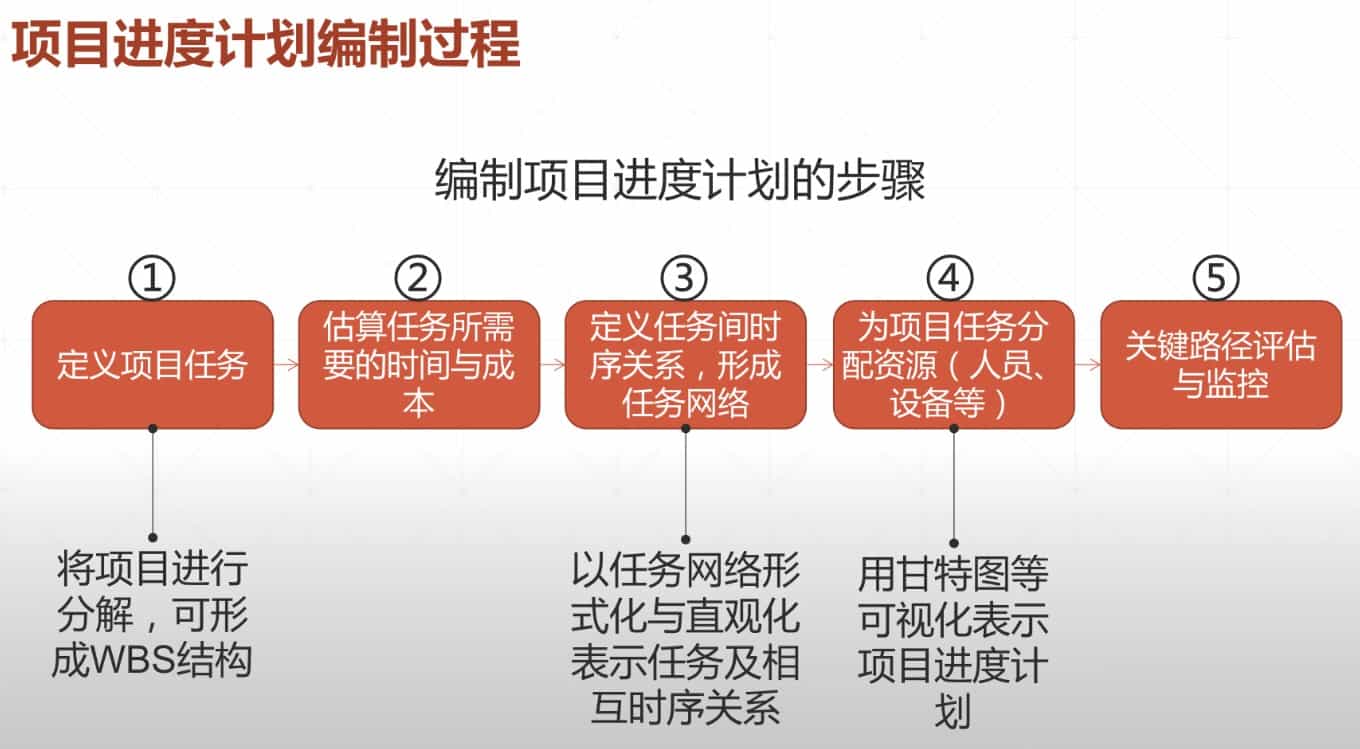 项目进度计划编制过程
编制项目进度计划的步骤
①
定义项目任务
将项目进行
分解，可形
成WBS结构
②
估算任务所需
要的时间与成
本
③
定义任务间时
序关系，形成
任务网络
以任务网络形
式化与直观化
表示任务及相
互时序关系
④
为项目任务分
配资源（人员、
设备等）
用甘特图等
可视化表示
项目进度计
划
⑤
关键路径评估
与监控